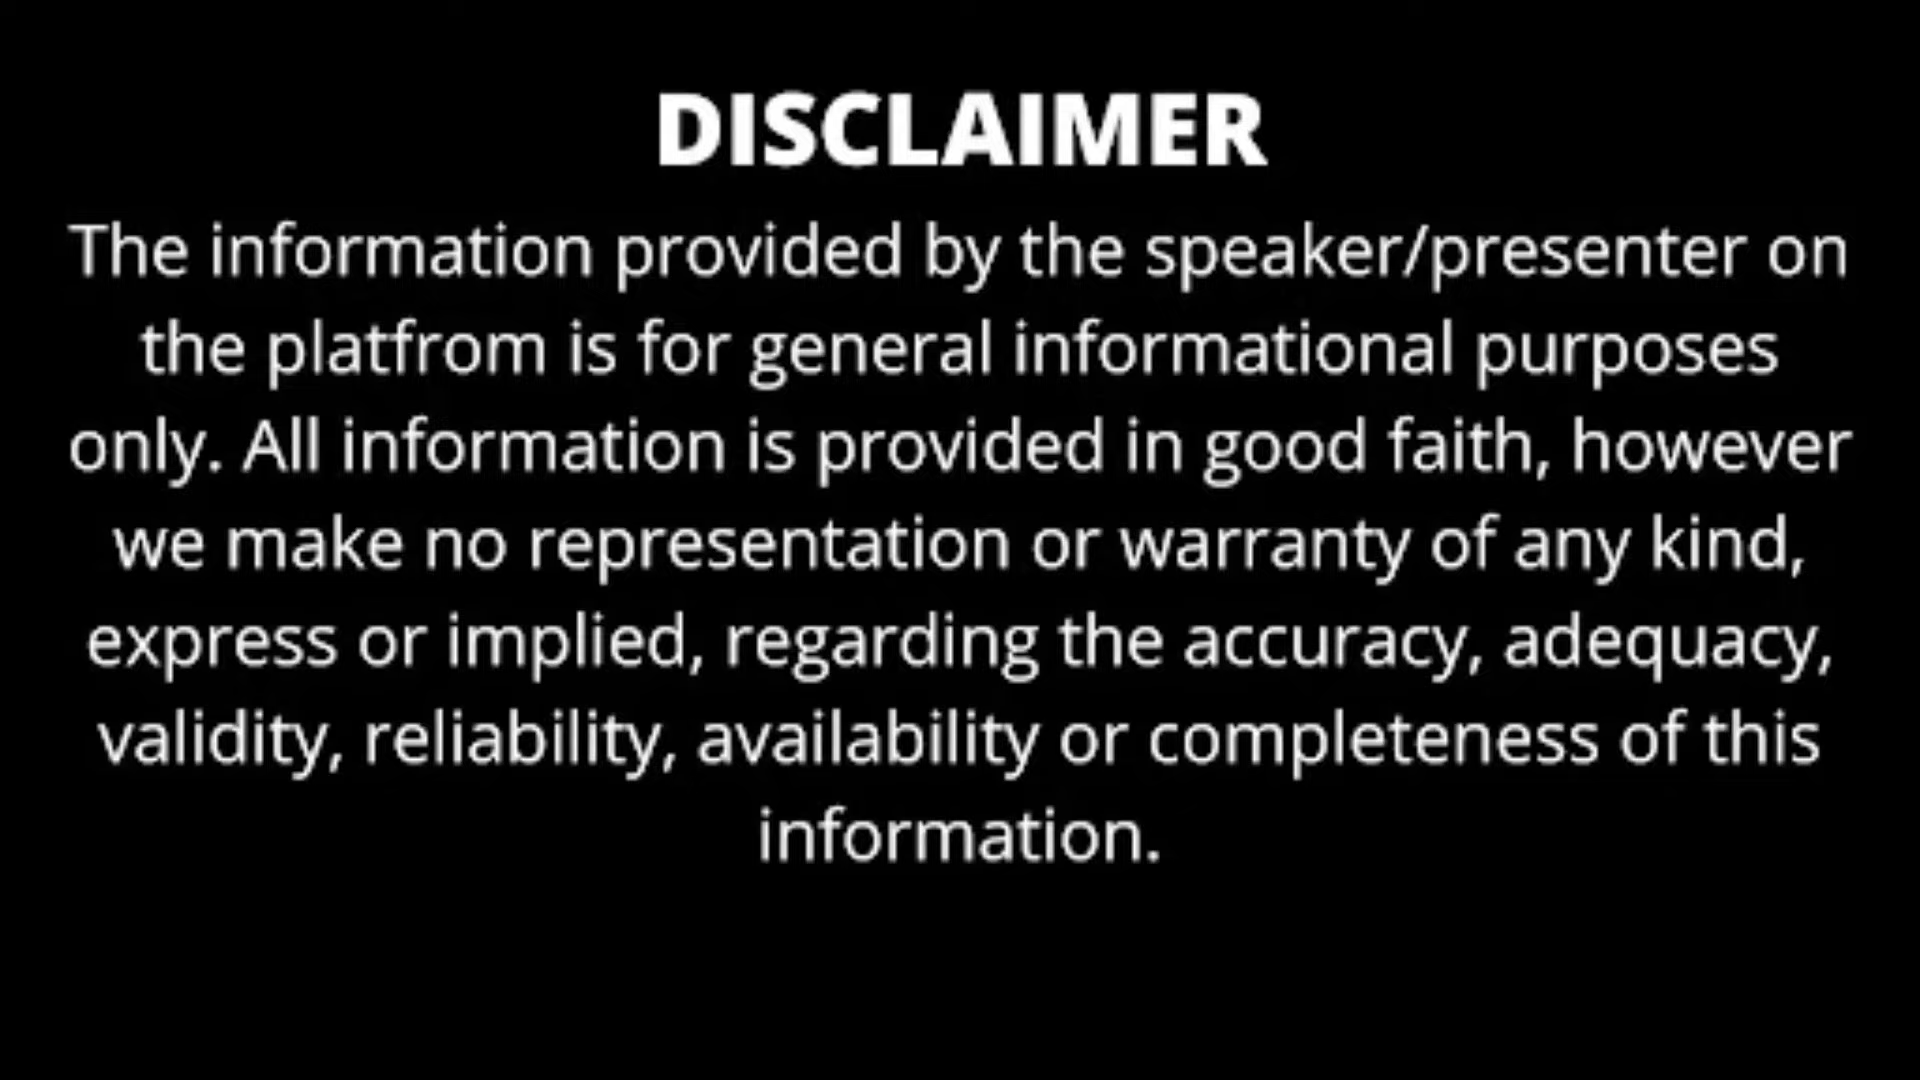 DISCLAIMER
The information provided by the speaker/presenter on
the platfrom is for general informational purposes
only. All information is provided in good faith, however
we make no representation or warranty of any kind,
express or implied, regarding the accuracy, adequacy,
validity, reliability, availability or completeness of this
information.